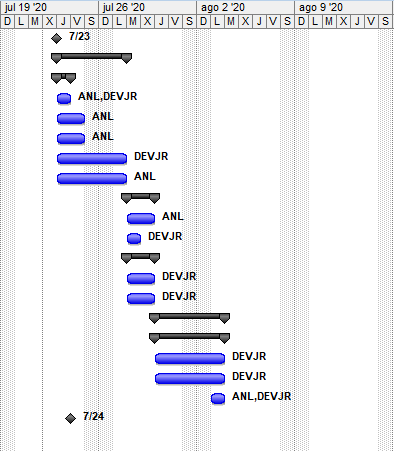 jul 19 '20 jul 26 '20 ago 2 '20 ago 9 '20
D L M X J V S D L M X J V S D L M X J V S D L M X J V S
7/23
ANL,DEVJR
ANL
ANL
DEVJR
ANL
ANL
DEVJR
DEVJR
DEVJR
DEVJR
DEVJR
ANL,DEVJR
7/24